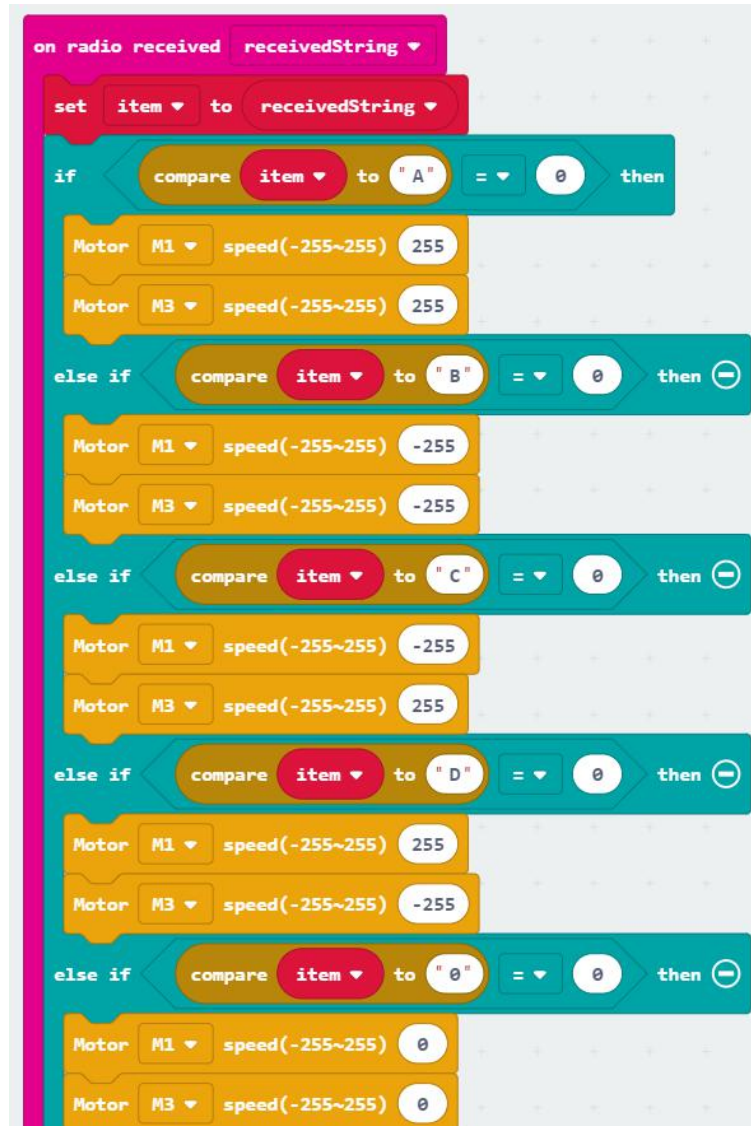 on radio received receivedString
set item to receivedString
if compare item to "A" = 0 then
Motor M1 speed(-255~255) 255
Motor M3 speed(-255~255) 255
else if compare item to "B" = 0 then
Motor M1 speed(-255~255) -255
Motor M3 speed(-255~255) -255
else if compare item to "C" = 0 then
Motor M1 speed(-255~255) -255
Motor M3 speed(-255~255) 255
else if compare item to "D" = 0 then
Motor M1 speed(-255~255) 255
Motor M3 speed(-255~255) -255
else if compare item to "0" = 0 then
Motor M1 speed(-255~255) 0
Motor M3 speed(-255~255) 0